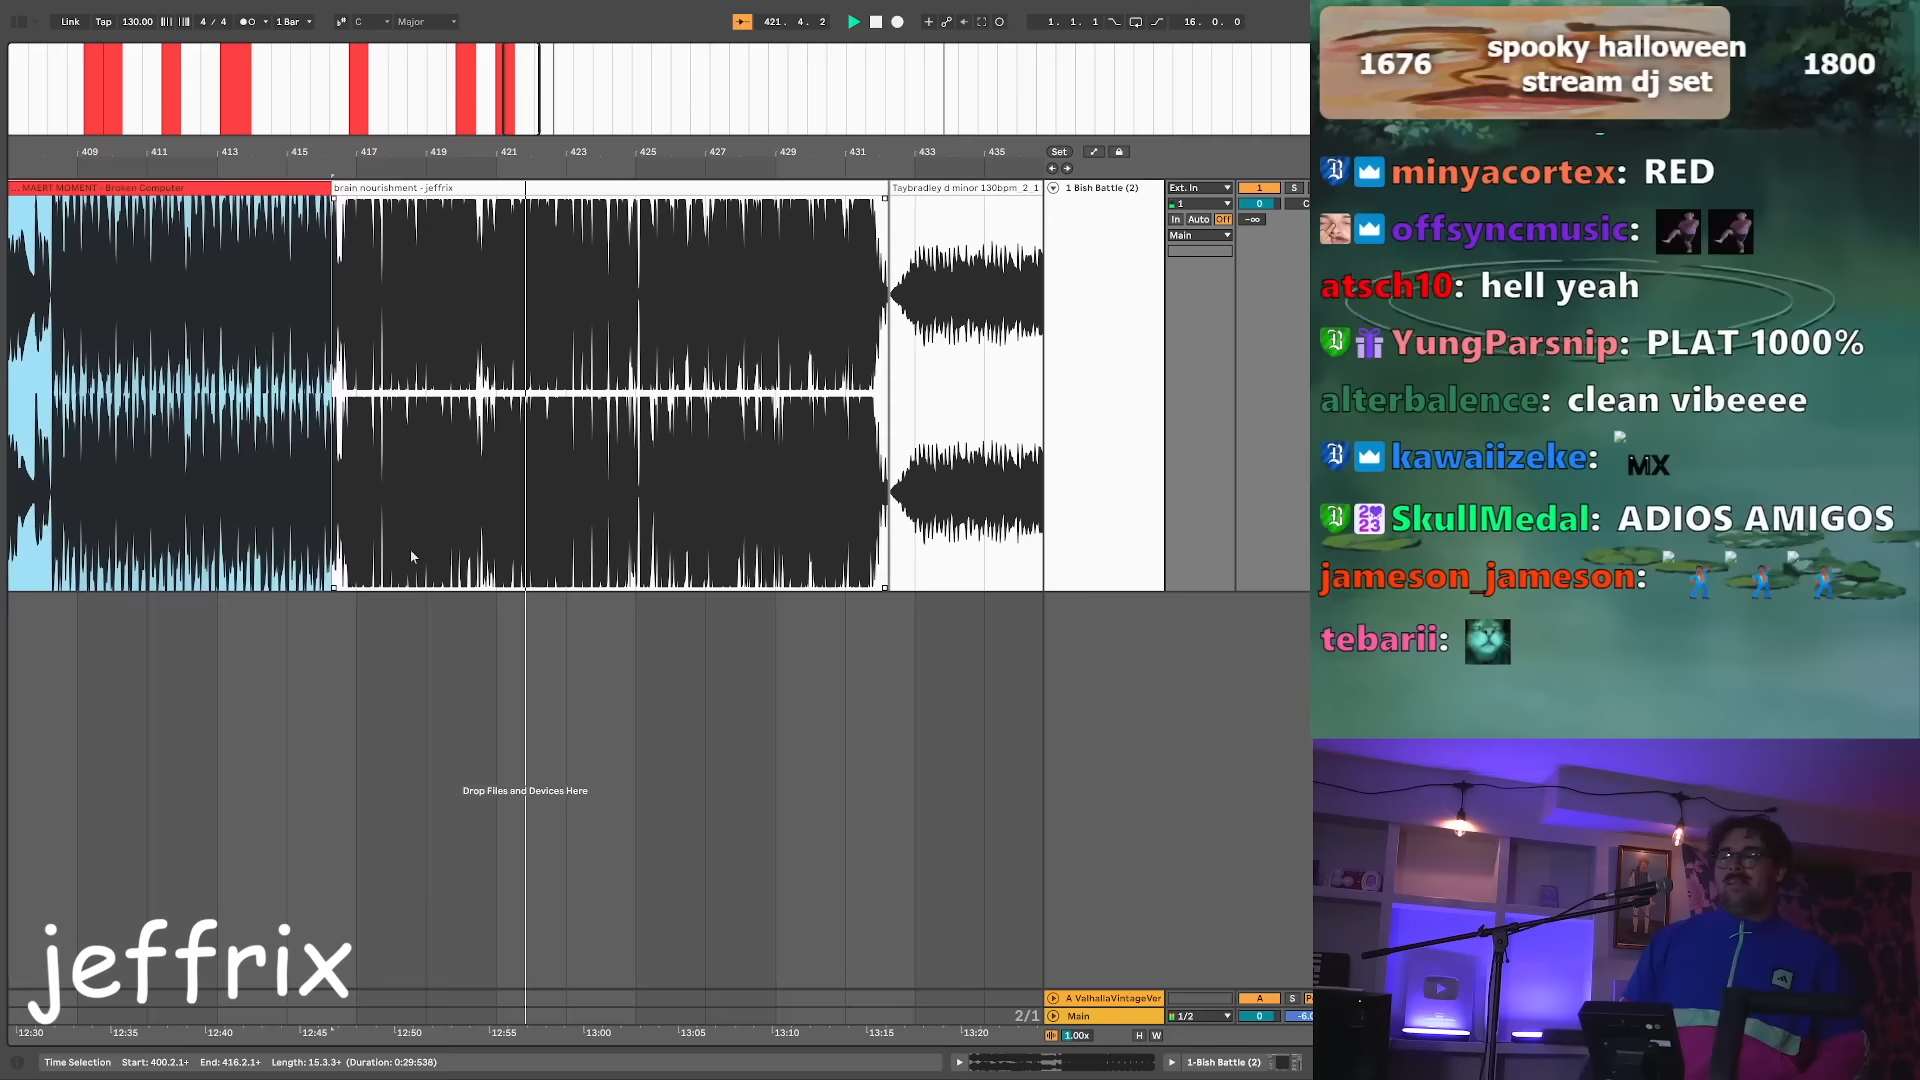 Link Tap 130.00 4 / 4 1 Bar C Major 421. 4. 2 1. 1. 1 16. 0. 0
409 411 413 415 417 419 421 423 425 427 429 431 433 435 Set
... MAERT MOMENT - Broken Computer
brain nourishment - jeffrix
Taybradley d minor 130bpm_2_1
1 Bish Battle (2)
Ext. In 1 S
1 0 C
In Auto Off -∞
Main
Drop Files and Devices Here
jeffrix
A ValhallaVintageVer A S
2/1 Main 1/2 0 -6.0
12:30 12:35 12:40 12:45 12:50 12:55 13:00 13:05 13:10 13:15 13:20 1.00x H W
Time Selection Start: 400.2.1+ End: 416.2.1+ Length: 15.3.3+ (Duration: 0:29:538) 1-Bish Battle (2)
1676 spooky halloween stream dj set 1800
minyacortex: RED
offsyncmusic:
atsch10: hell yeah
YungParsnip: PLAT 1000%
alterbalence: clean vibeeee
kawaiizeke: MX
SkullMedal: ADIOS AMIGOS
jameson_jameson:
tebarii: